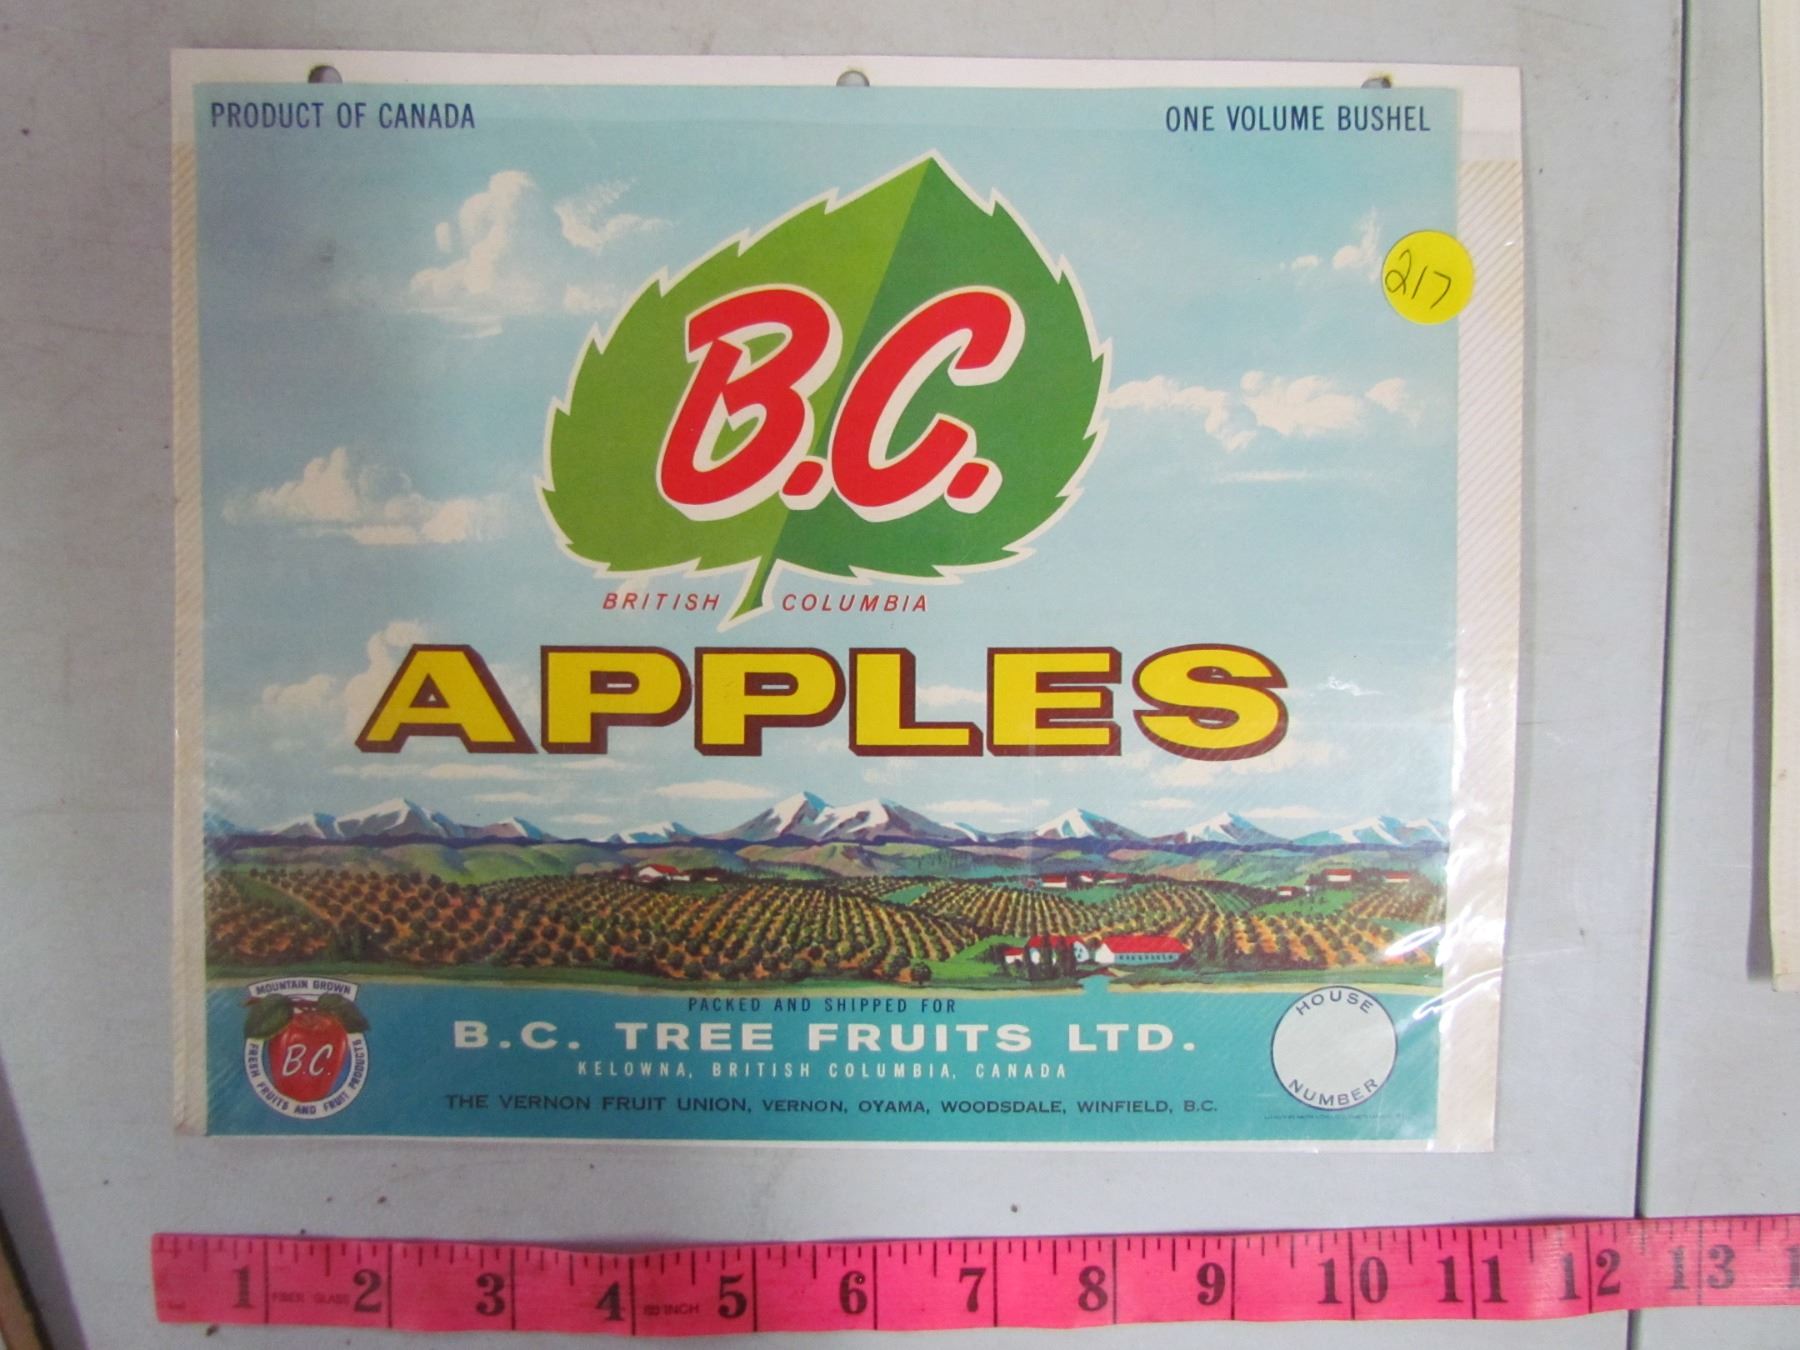 PRODUCT OF CANADA
ONE VOLUME BUSHEL
217
B.C.
BRITISH COLUMBIA
APPLES
MOUNTAIN GROWN
B.C.
FRESH FRUITS AND FRUIT PRODUCTS
PACKED AND SHIPPED FOR
B.C. TREE FRUITS LTD.
KELOWNA, BRITISH COLUMBIA, CANADA
THE VERNON FRUIT UNION, VERNON, OYAMA, WOODSDALE, WINFIELD, B.C.
HOUSE
NUMBER
1 2 3 4 5 6 7 8 9 10 11 12 13
FIBER GLASS